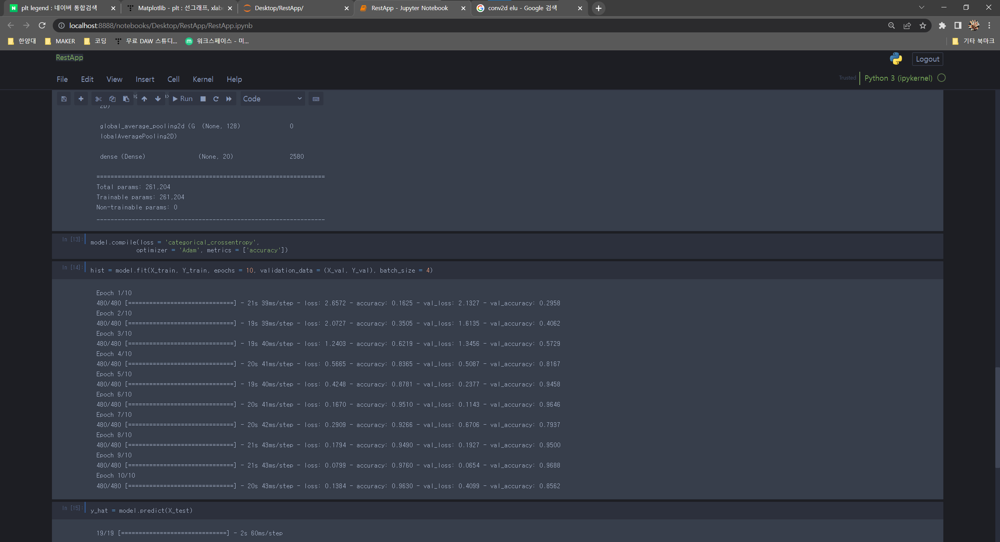 plt legend : 네이버 통합검색
Matplotlib - plt : 선그래프, xlabe
Desktop/RestApp/
RestApp - Jupyter Notebook
conv2d elu - Google 검색
localhost:8888/notebooks/Desktop/RestApp/RestApp.ipynb
한양대
MAKER
코딩
무료 DAW 스튜디...
워크스페이스 - 미...
기타 북마크
RestApp
Logout
File Edit View Insert Cell Kernel Help
Trusted
Python 3 (ipykernel)
Run
Code
2D)
global_average_pooling2d (G  (None, 128)              0
lobalAveragePooling2D)
dense (Dense)               (None, 20)                2580
=================================================================
Total params: 261,204
Trainable params: 261,204
Non-trainable params: 0
_________________________________________________________________
In [13]:
model.compile(loss = 'categorical_crossentropy',
optimizer = 'Adam', metrics = ['accuracy'])
In [14]:
hist = model.fit(X_train, Y_train, epochs = 10, validation_data = (X_val, Y_val), batch_size = 4)
Epoch 1/10
480/480 [==============================] - 21s 39ms/step - loss: 2.6572 - accuracy: 0.1625 - val_loss: 2.1327 - val_accuracy: 0.2958
Epoch 2/10
480/480 [==============================] - 19s 39ms/step - loss: 2.0727 - accuracy: 0.3505 - val_loss: 1.6135 - val_accuracy: 0.4062
Epoch 3/10
480/480 [==============================] - 19s 40ms/step - loss: 1.2403 - accuracy: 0.6219 - val_loss: 1.3456 - val_accuracy: 0.5729
Epoch 4/10
480/480 [==============================] - 20s 41ms/step - loss: 0.5665 - accuracy: 0.8365 - val_loss: 0.5087 - val_accuracy: 0.8167
Epoch 5/10
480/480 [==============================] - 19s 40ms/step - loss: 0.4248 - accuracy: 0.8781 - val_loss: 0.2377 - val_accuracy: 0.9458
Epoch 6/10
480/480 [==============================] - 20s 41ms/step - loss: 0.1670 - accuracy: 0.9510 - val_loss: 0.1143 - val_accuracy: 0.9646
Epoch 7/10
480/480 [==============================] - 20s 42ms/step - loss: 0.2909 - accuracy: 0.9266 - val_loss: 0.6706 - val_accuracy: 0.7937
Epoch 8/10
480/480 [==============================] - 21s 43ms/step - loss: 0.1794 - accuracy: 0.9490 - val_loss: 0.1927 - val_accuracy: 0.9500
Epoch 9/10
480/480 [==============================] - 21s 43ms/step - loss: 0.0799 - accuracy: 0.9760 - val_loss: 0.0654 - val_accuracy: 0.9688
Epoch 10/10
480/480 [==============================] - 20s 43ms/step - loss: 0.1384 - accuracy: 0.9630 - val_loss: 0.4099 - val_accuracy: 0.8562
In [15]:
y_hat = model.predict(X_test)
19/19 [==============================] - 2s 60ms/step